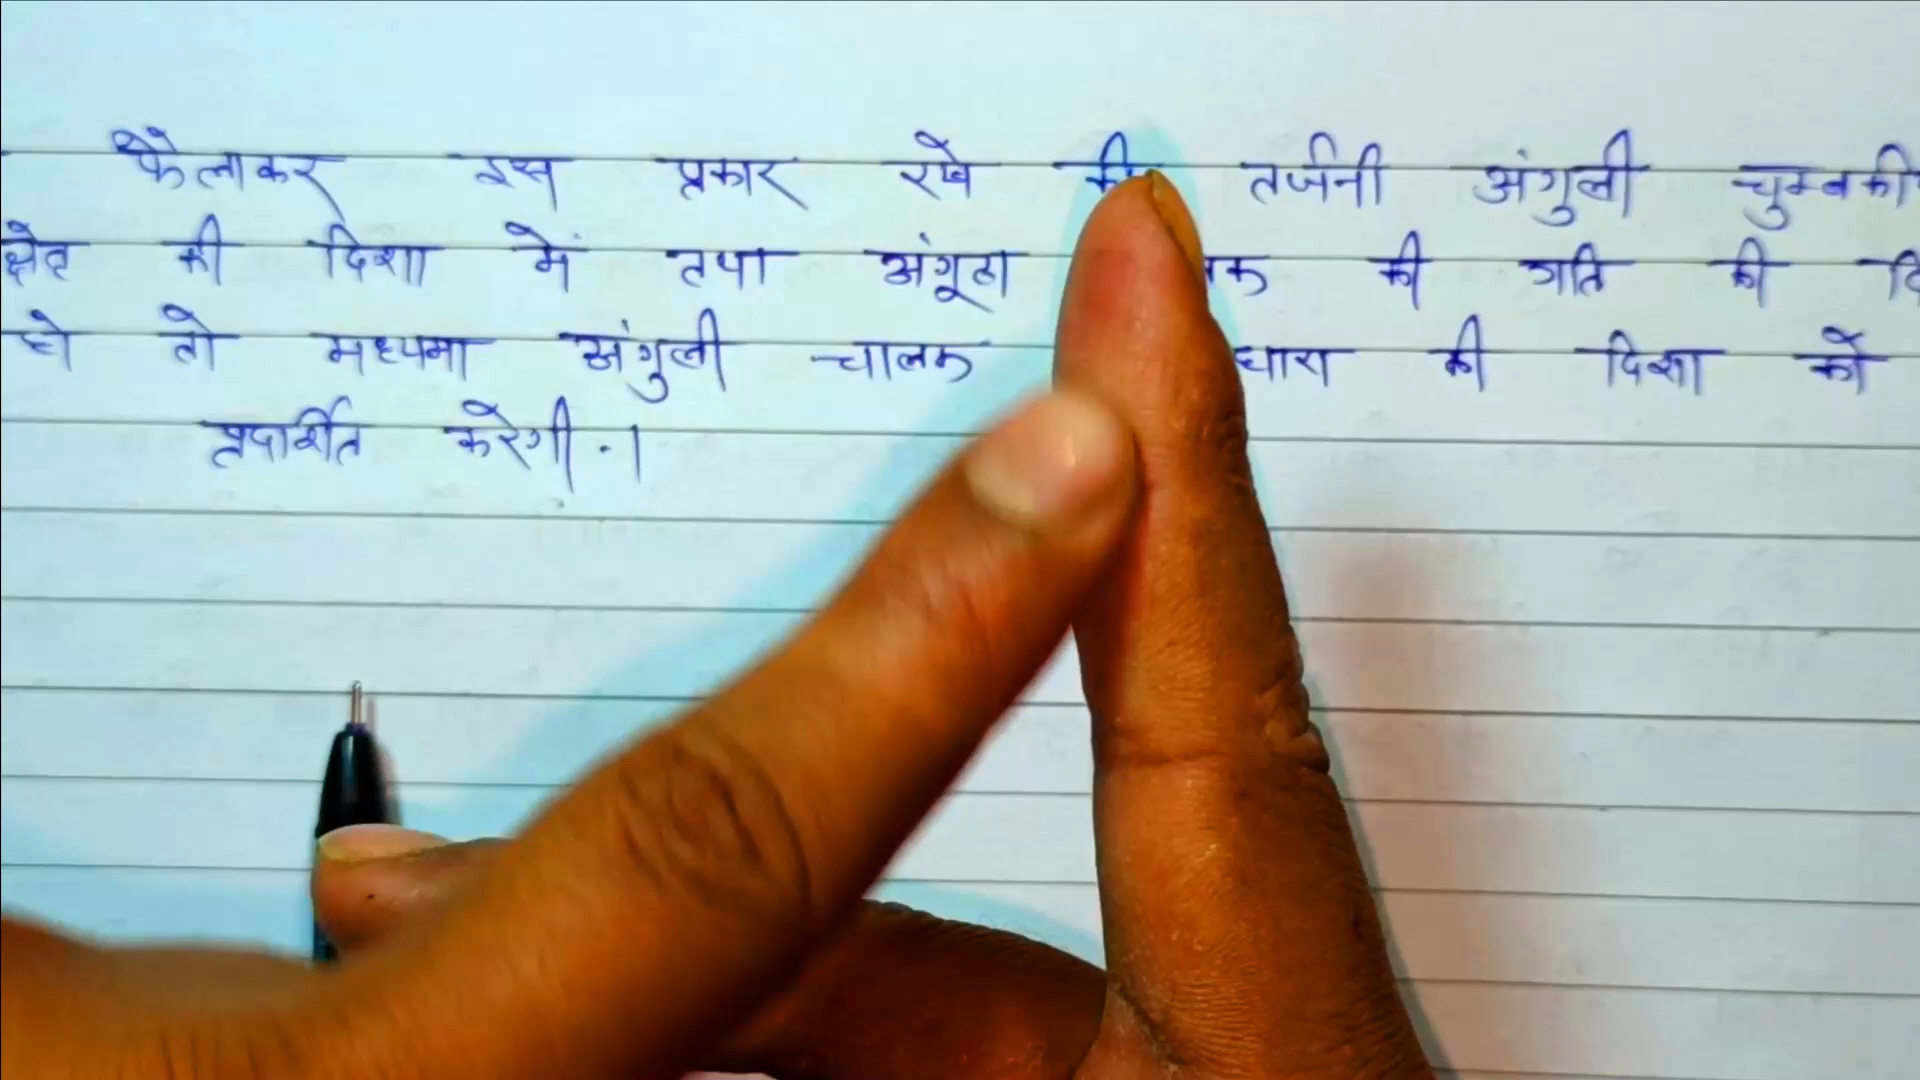 फैलाकर इस प्रकार रखे की तर्जनी अंगुली चुम्बकी
क्षेत्र की दिशा में तथा अंगूठा की गति की
हो तो मध्यमा अंगुली चालक धारा की दिशा को
प्रदर्शित करेगी ।